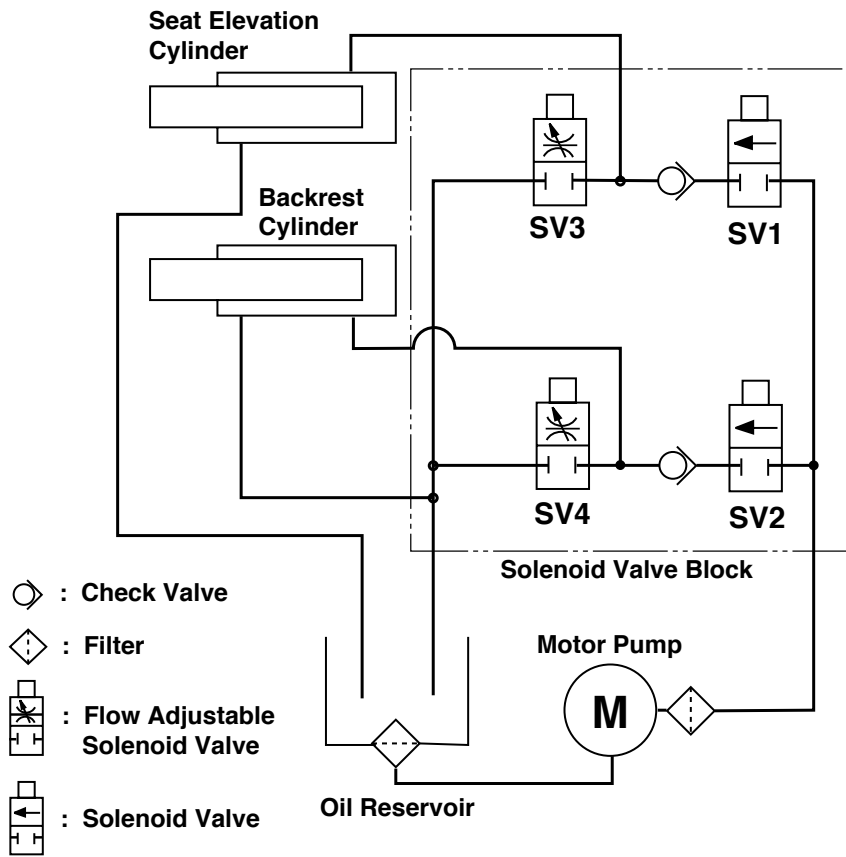 Seat Elevation
Cylinder
Backrest
Cylinder
SV3
SV1
SV4
SV2
Solenoid Valve Block
: Check Valve
: Filter
Motor Pump
M
: Flow Adjustable
Solenoid Valve
Oil Reservoir
: Solenoid Valve